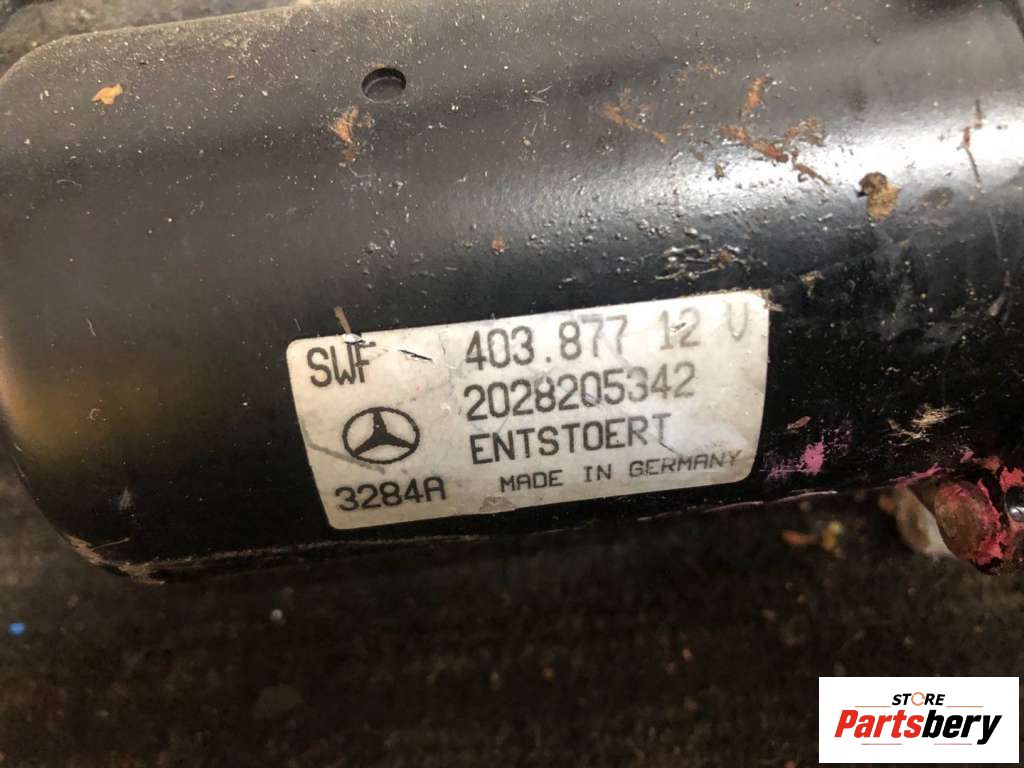 SWF 403.877 12 V
2028205342
ENTSTOERT
3284A MADE IN GERMANY
STORE
Partsbery